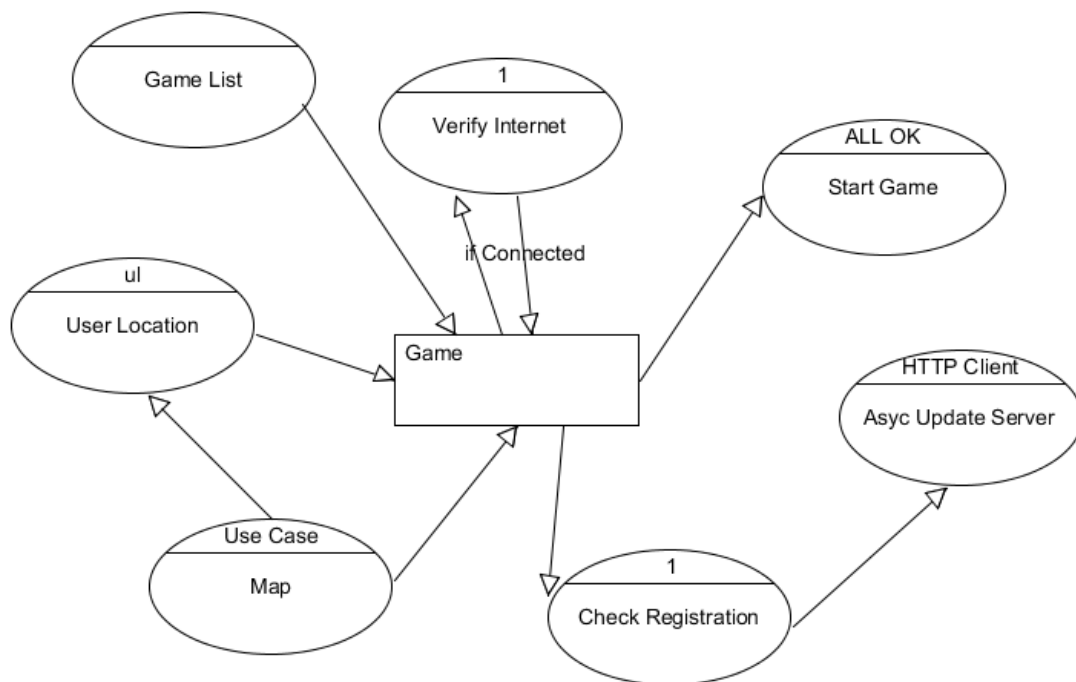 Game List
1
Verify Internet
ALL OK
Start Game
if Connected
ul
User Location
Game
HTTP Client
Asyc Update Server
Use Case
Map
1
Check Registration